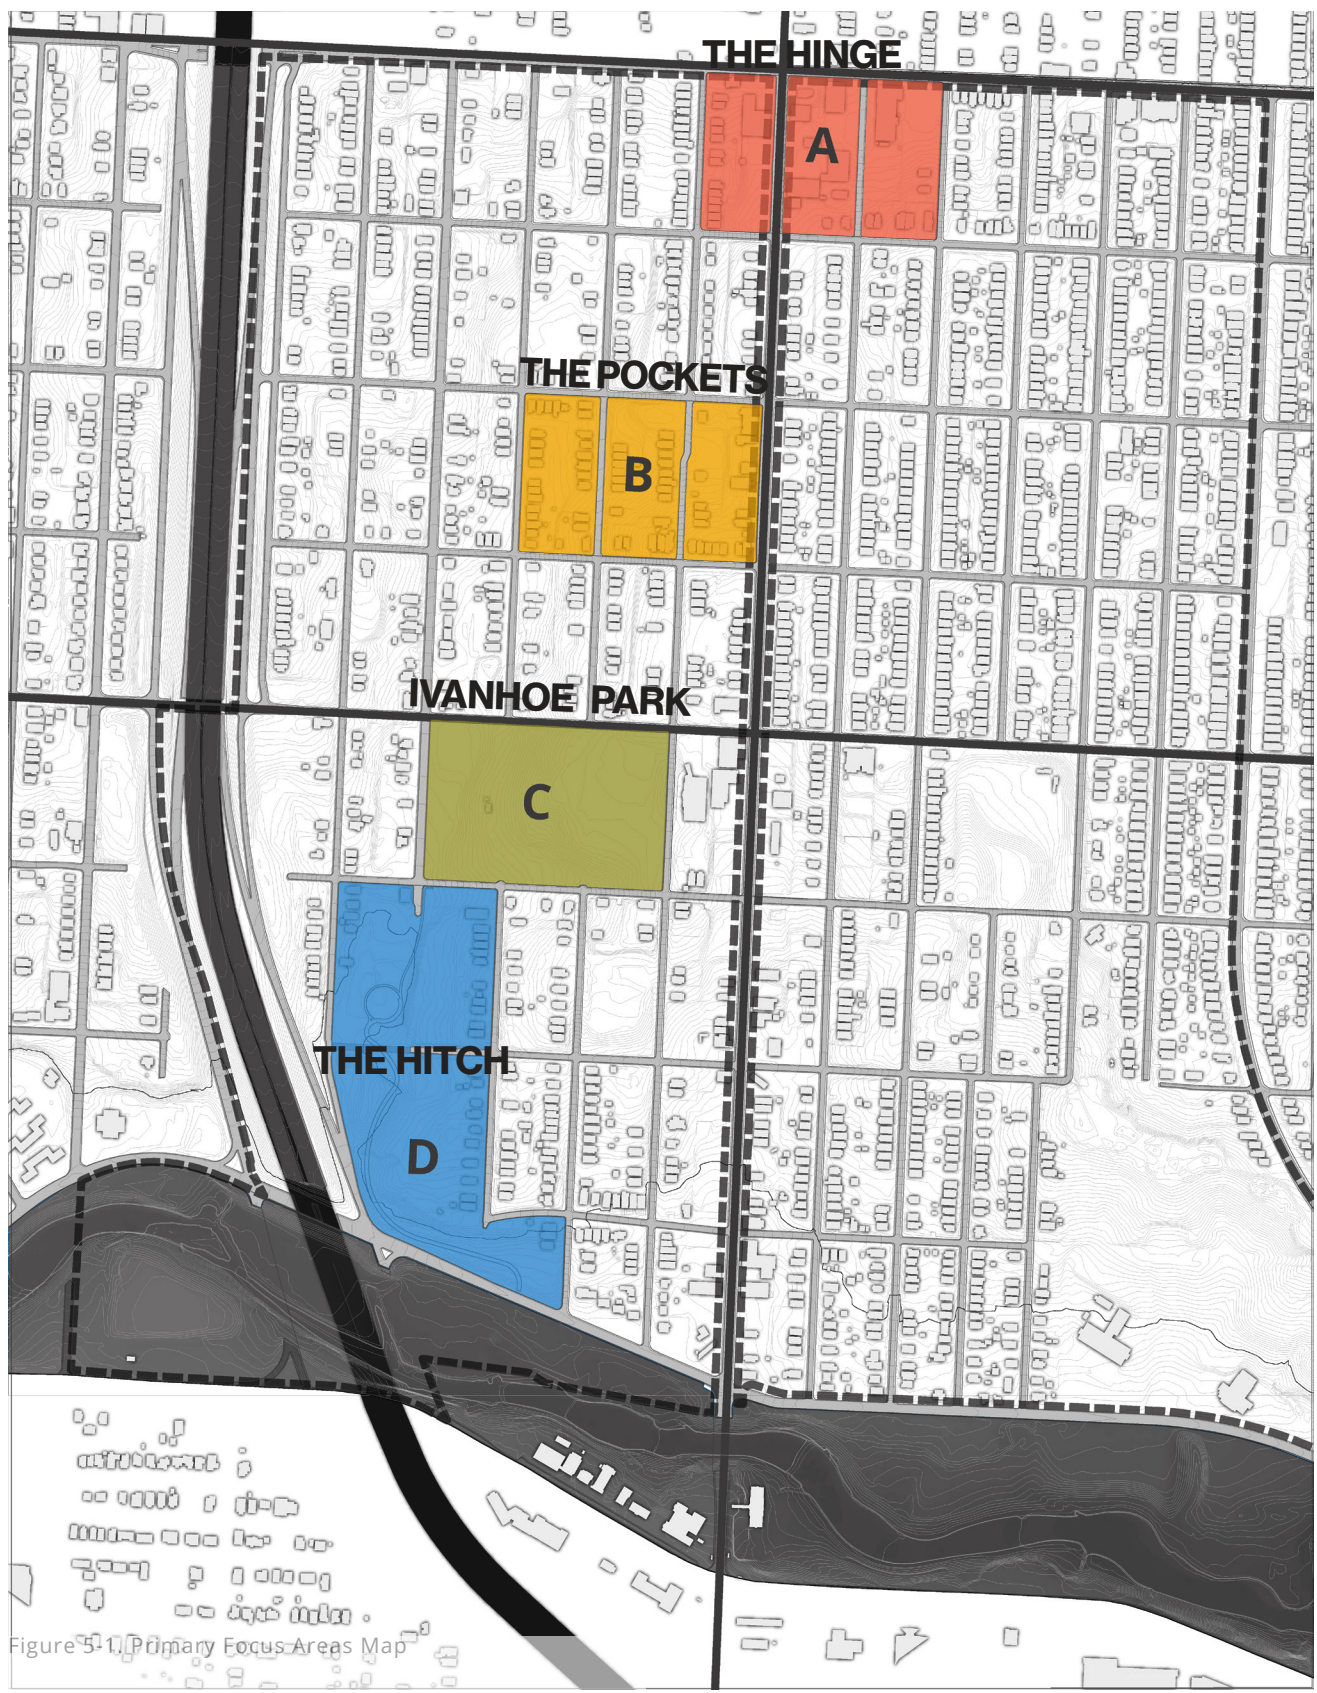 THE HINGE
A
THE POCKETS
B
IVANHOE PARK
C
THE HITCH
D
Figure 5-1. Primary Focus Areas Map